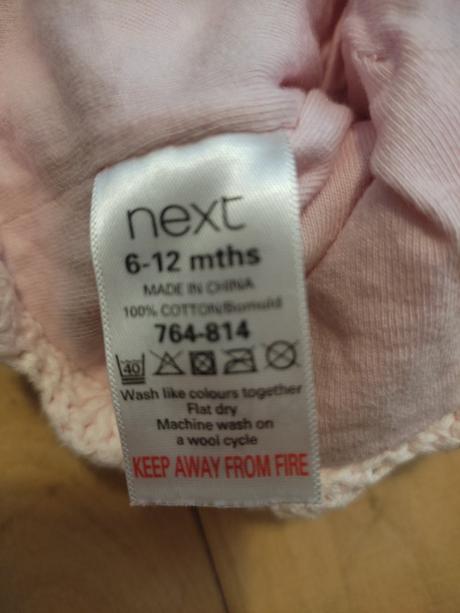 next
6-12 mths
MADE IN CHINA
100% COTTON/Bumuld
764-814
40
Wash like colours together
Flat dry
Machine wash on
a wool cycle
KEEP AWAY FROM FIRE